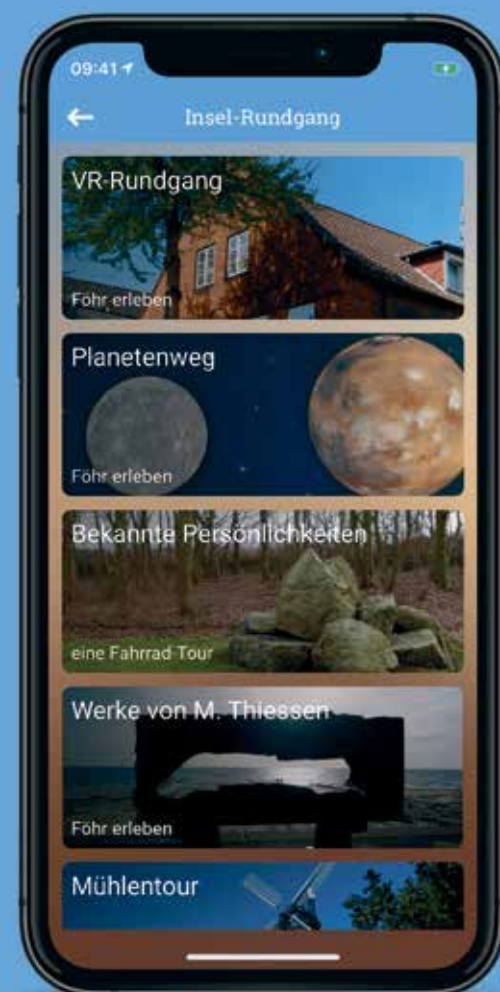 09:41
Insel-Rundgang
VR-Rundgang
Föhr erleben
Planetenweg
Föhr erleben
Bekannte Persönlichkeiten
eine Fahrrad Tour
Werke von M. Thiessen
Föhr erleben
Mühlentour